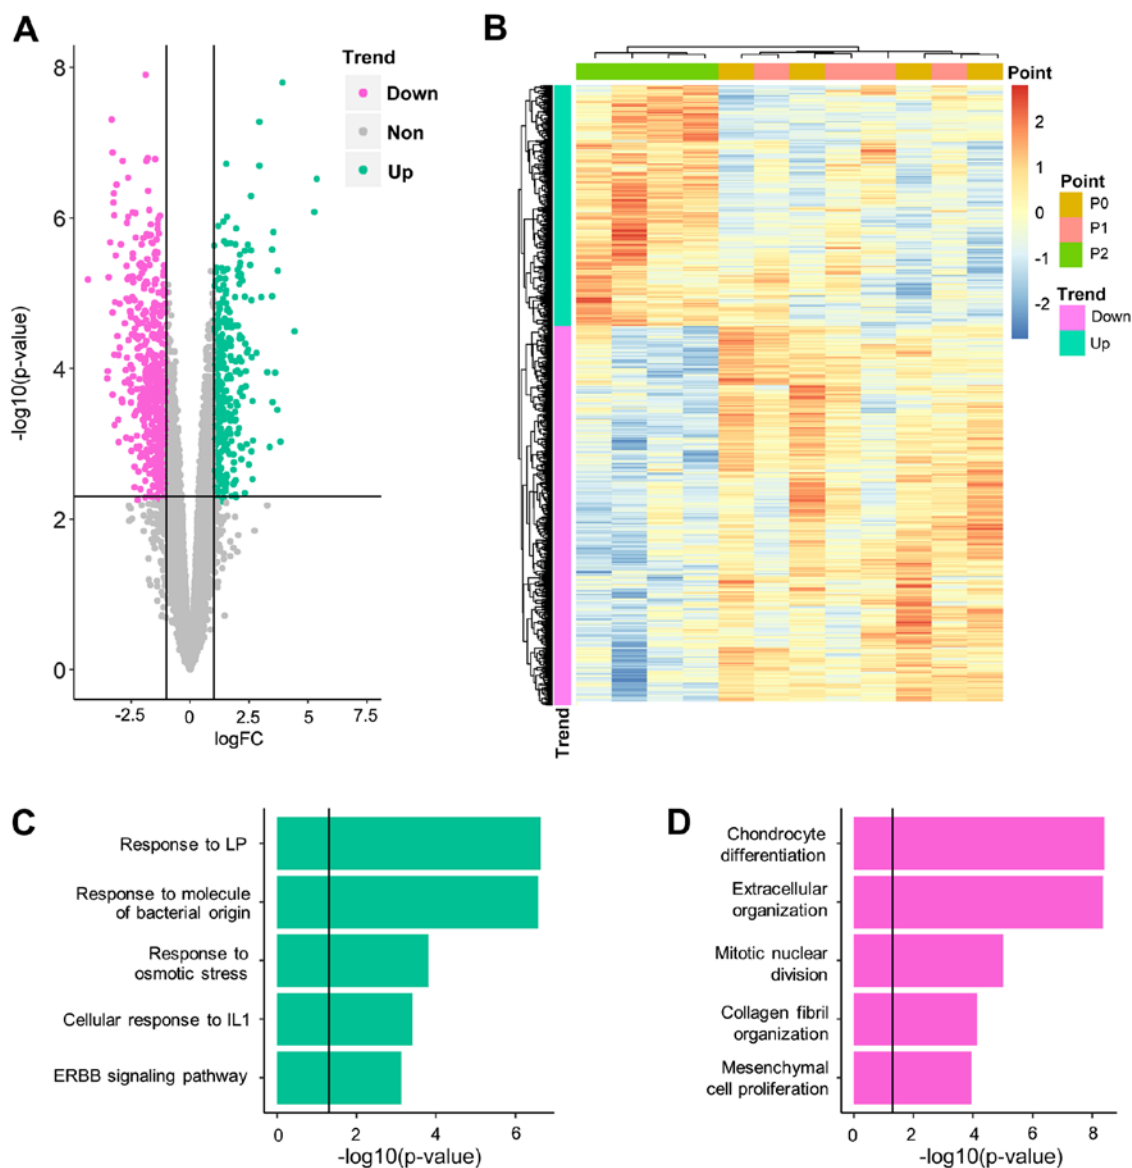 A
Trend
Down
Non
Up
8
6
4
2
0
-log10(p-value)
-2.5 0 2.5 5 7.5
logFC
B
Point
2
1
0
-1
-2
Point
P0
P1
P2
Trend
Down
Up
Trend
C
Response to LP
Response to molecule
of bacterial origin
Response to
osmotic stress
Cellular response to IL1
ERBB signaling pathway
0 2 4 6
-log10(p-value)
D
Chondrocyte
differentiation
Extracellular
organization
Mitotic nuclear
division
Collagen fibril
organization
Mesenchymal
cell proliferation
0 2 4 6 8
-log10(p-value)